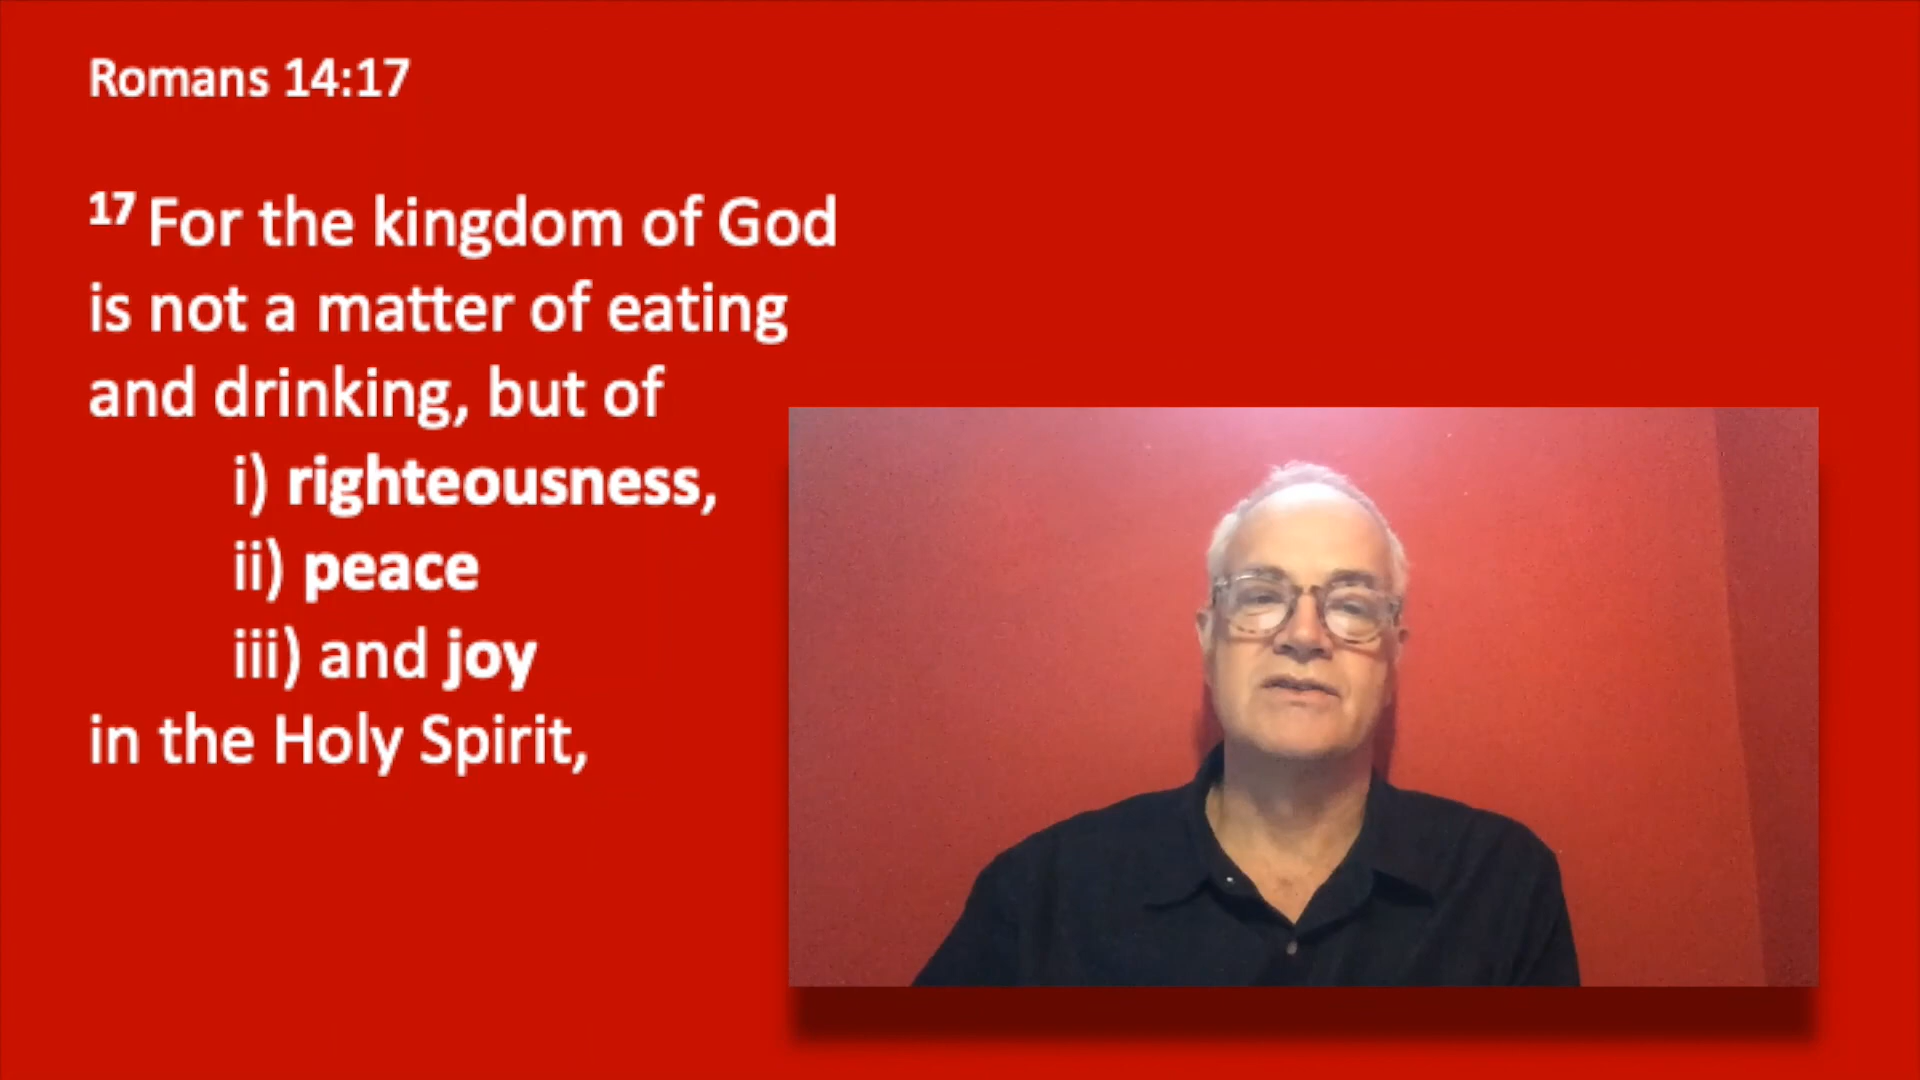 Romans 14:17
17 For the kingdom of God
is not a matter of eating
and drinking, but of
i) righteousness,
ii) peace
iii) and joy
in the Holy Spirit,